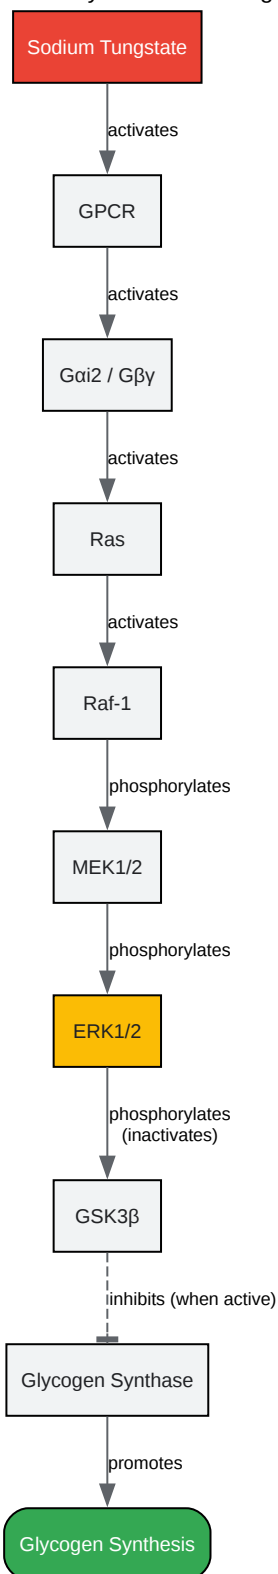 Sodium Tungstate
activates
GPCR
activates
Gαi2 / Gβγ
activates
Ras
activates
Raf-1
phosphorylates
MEK1/2
phosphorylates
ERK1/2
phosphorylates
(inactivates)
GSK3β
inhibits (when active)
Glycogen Synthase
promotes
Glycogen Synthesis